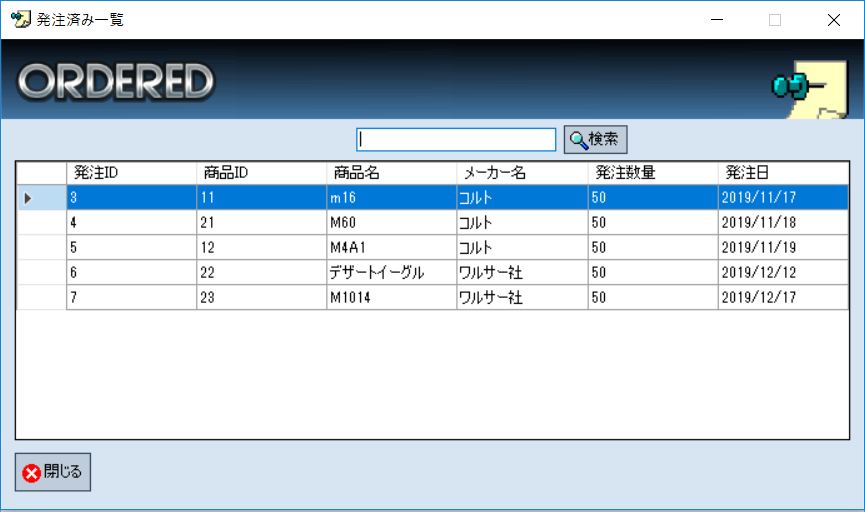 発注済み一覧
ORDERED
検索
発注ID 商品ID 商品名 メーカー名 発注数量 発注日
3 11 m16 コルト 50 2019/11/17
4 21 M60 コルト 50 2019/11/18
5 12 M4A1 コルト 50 2019/11/19
6 22 デザートイーグル ワルサー社 50 2019/12/12
7 23 M1014 ワルサー社 50 2019/12/17
閉じる